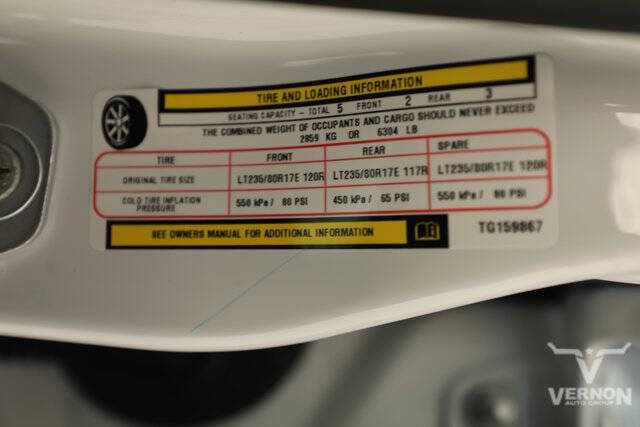 TIRE AND LOADING INFORMATION
SEATING CAPACITY - TOTAL 5 FRONT 2 REAR 3
THE COMBINED WEIGHT OF OCCUPANTS AND CARGO SHOULD NEVER EXCEED
2859 KG OR 6304 LB
TIRE FRONT REAR SPARE
ORIGINAL TIRE SIZE LT235/80R17E 120R LT235/80R17E 117R LT235/80R17E 120R
COLD TIRE INFLATION PRESSURE 550 kPa / 80 PSI 450 kPa / 65 PSI 550 kPa / 80 PSI
SEE OWNERS MANUAL FOR ADDITIONAL INFORMATION TG159867
VERNON
AUTO GROUP